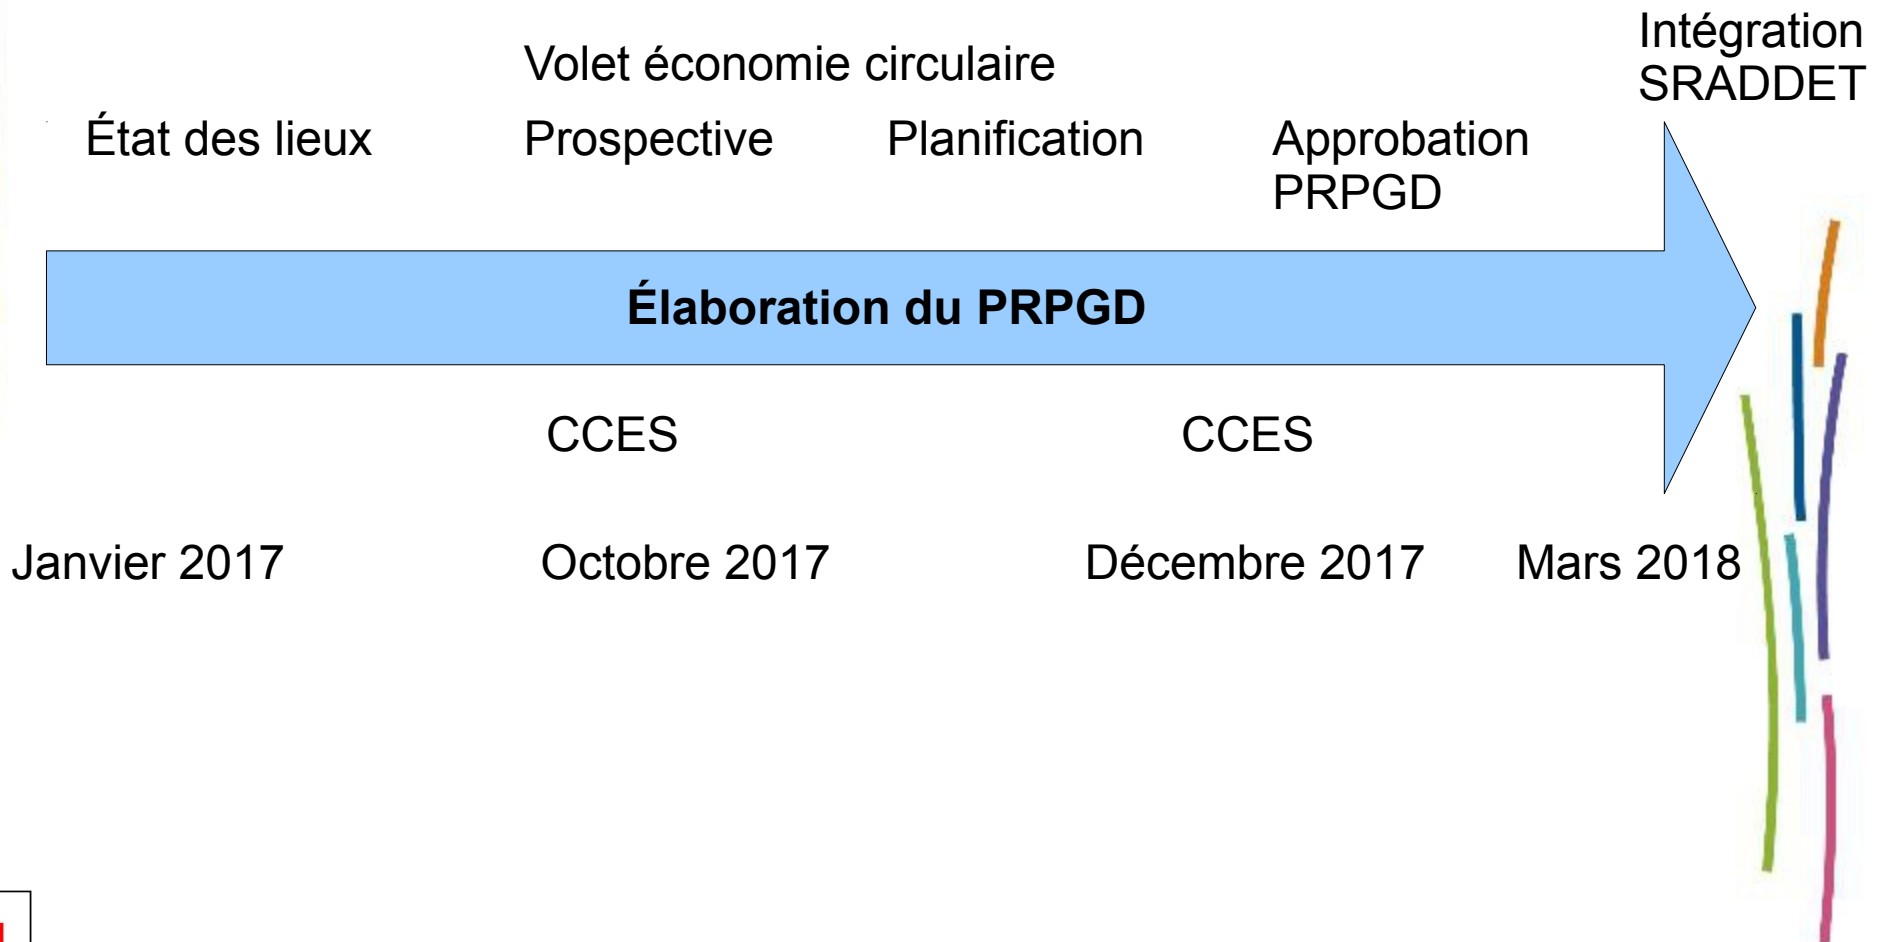 Intégration
SRADDET
Volet économie circulaire
État des lieux Prospective Planification Approbation
PRPGD
Élaboration du PRPGD
CCES CCES
Janvier 2017 Octobre 2017 Décembre 2017 Mars 2018